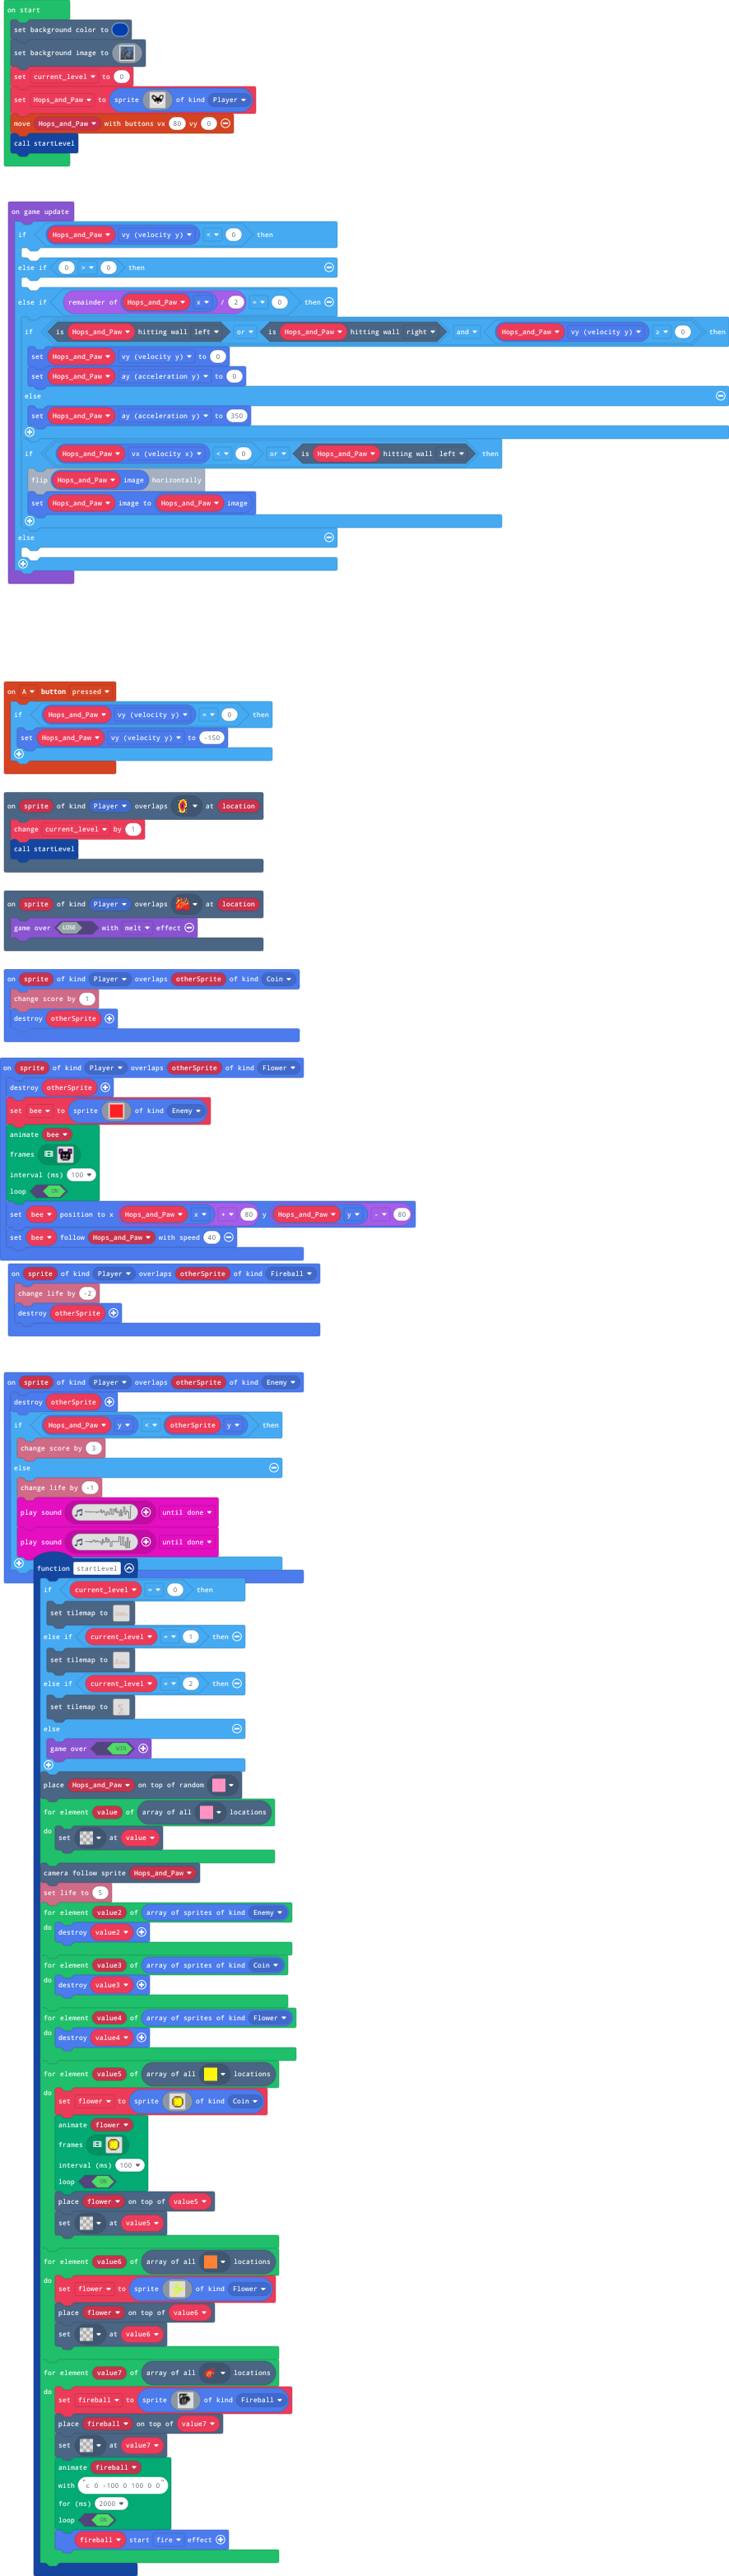 on start
set background color to
set background image to
set current_level to 0
set Hops_and_Paw to sprite of kind Player
move Hops_and_Paw with buttons vx 80 vy 0
call startLevel
on game update
if Hops_and_Paw vy (velocity y) < 0 then
else if 0 > 0 then
else if remainder of Hops_and_Paw x / 2 = 0 then
if is Hops_and_Paw hitting wall left or is Hops_and_Paw hitting wall right and Hops_and_Paw vy (velocity y) ≥ 0 then
set Hops_and_Paw vy (velocity y) to 0
set Hops_and_Paw ay (acceleration y) to 0
else
set Hops_and_Paw ay (acceleration y) to 350
if Hops_and_Paw vx (velocity x) < 0 or is Hops_and_Paw hitting wall left then
flip Hops_and_Paw image horizontally
set Hops_and_Paw image to Hops_and_Paw image
else
on A button pressed
if Hops_and_Paw vy (velocity y) = 0 then
set Hops_and_Paw vy (velocity y) to -150
on sprite of kind Player overlaps at location
change current_level by 1
call startLevel
on sprite of kind Player overlaps at location
game over LOSE with melt effect
on sprite of kind Player overlaps otherSprite of kind Coin
change score by 1
destroy otherSprite
on sprite of kind Player overlaps otherSprite of kind Flower
destroy otherSprite
set bee to sprite of kind Enemy
animate bee
frames
interval (ms) 100
loop ON
set bee position to x Hops_and_Paw x + 80 y Hops_and_Paw y - 80
set bee follow Hops_and_Paw with speed 40
on sprite of kind Player overlaps otherSprite of kind Fireball
change life by -2
destroy otherSprite
on sprite of kind Player overlaps otherSprite of kind Enemy
destroy otherSprite
if Hops_and_Paw y < otherSprite y then
change score by 3
else
change life by -1
play sound until done
play sound until done
function startLevel
if current_level = 0 then
set tilemap to
else if current_level = 1 then
set tilemap to
else if current_level = 2 then
set tilemap to
else
game over WIN
place Hops_and_Paw on top of random
for element value of array of all locations
do set at value
camera follow sprite Hops_and_Paw
set life to 5
for element value2 of array of sprites of kind Enemy
do destroy value2
for element value3 of array of sprites of kind Coin
do destroy value3
for element value4 of array of sprites of kind Flower
do destroy value4
for element value5 of array of all locations
do set flower to sprite of kind Coin
animate flower
frames
interval (ms) 100
loop ON
place flower on top of value5
set at value5
for element value6 of array of all locations
do set flower to sprite of kind Flower
place flower on top of value6
set at value6
for element value7 of array of all locations
do set fireball to sprite of kind Fireball
place fireball on top of value7
set at value7
animate fireball
with "c 0 -100 0 100 0 0"
for (ms) 2000
loop ON
fireball start fire effect